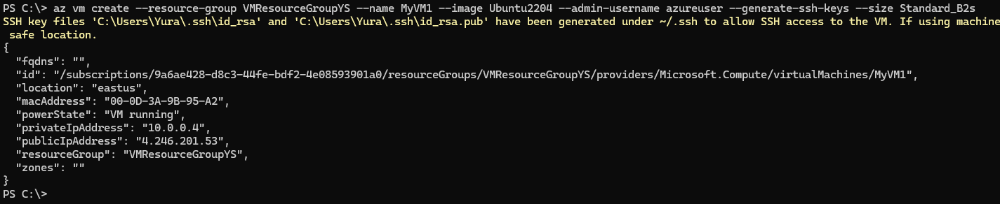 PS C:\> az vm create --resource-group VMResourceGroupYS --name MyVM1 --image Ubuntu2204 --admin-username azureuser --generate-ssh-keys --size Standard_B2s
SSH key files 'C:\Users\Yura\.ssh\id_rsa' and 'C:\Users\Yura\.ssh\id_rsa.pub' have been generated under ~/.ssh to allow SSH access to the VM. If using machine
 safe location.
{
  "fqdns": "",
  "id": "/subscriptions/9a6ae428-d8c3-44fe-bdf2-4e08593901a0/resourceGroups/VMResourceGroupYS/providers/Microsoft.Compute/virtualMachines/MyVM1",
  "location": "eastus",
  "macAddress": "00-0D-3A-9B-95-A2",
  "powerState": "VM running",
  "privateIpAddress": "10.0.0.4",
  "publicIpAddress": "4.246.201.53",
  "resourceGroup": "VMResourceGroupYS",
  "zones": ""
}
PS C:\>